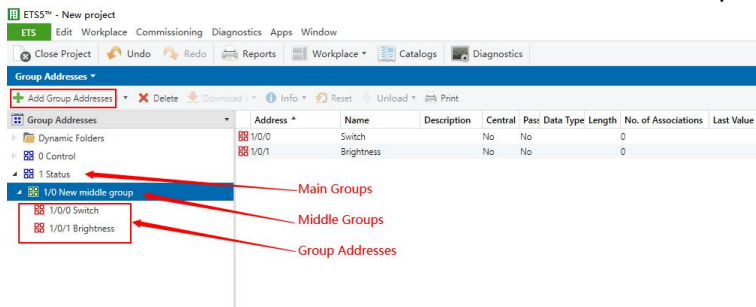 ETS5™ - New project
ETS Edit Workplace Commissioning Diagnostics Apps Window
Close Project Undo Redo Reports Workplace Catalogs Diagnostics
Group Addresses
Add Group Addresses Delete Download Info Reset Unload Print
Group Addresses Address Name Description Central Pass Data Type Length No. of Associations Last Value
Dynamic Folders 1/0/0 Switch No No 0
0 Control 1/0/1 Brightness No No 0
1 Status
1/0 New middle group
1/0/0 Switch
1/0/1 Brightness
Main Groups
Middle Groups
Group Addresses